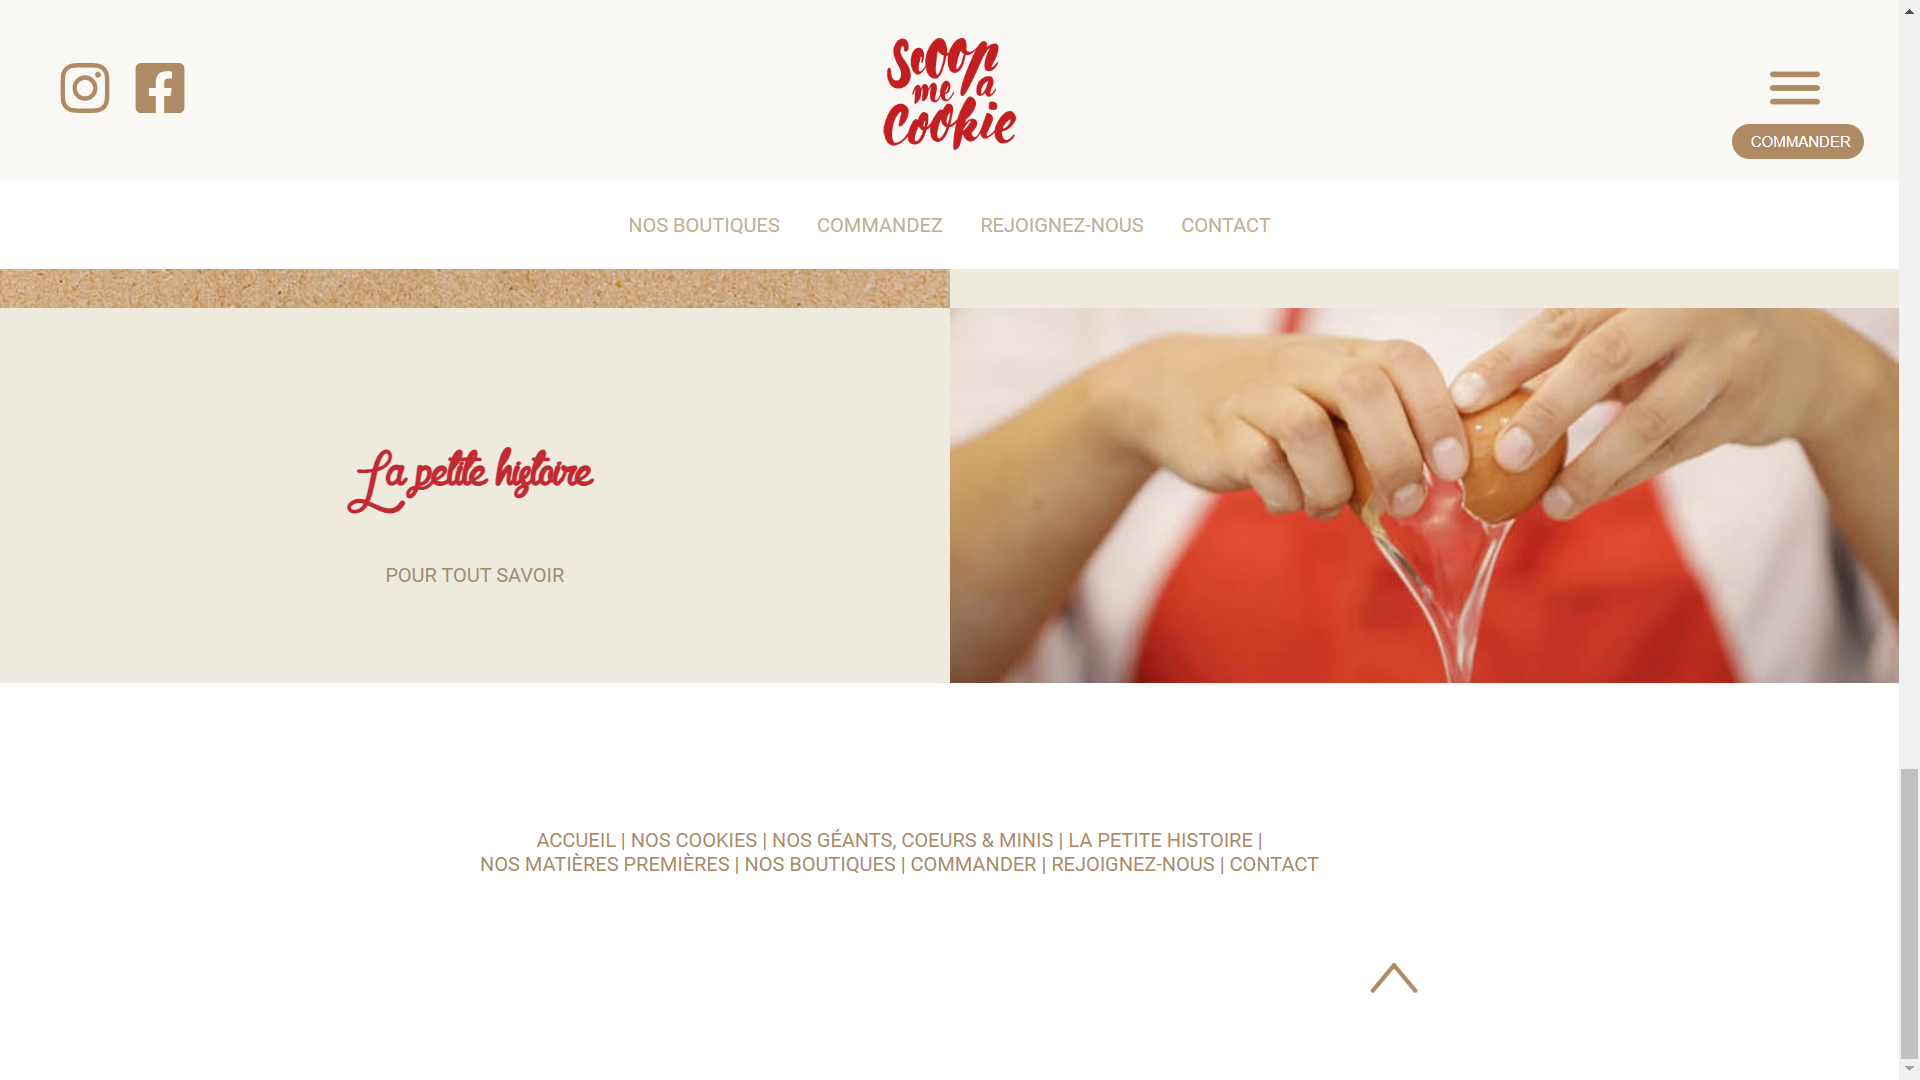 Scoop
me a
Cookie
COMMANDER
NOS BOUTIQUES COMMANDEZ REJOIGNEZ-NOUS CONTACT
La petite histoire
POUR TOUT SAVOIR
ACCUEIL | NOS COOKIES | NOS GÉANTS, COEURS & MINIS | LA PETITE HISTOIRE |
NOS MATIÈRES PREMIÈRES | NOS BOUTIQUES | COMMANDER | REJOIGNEZ-NOUS | CONTACT